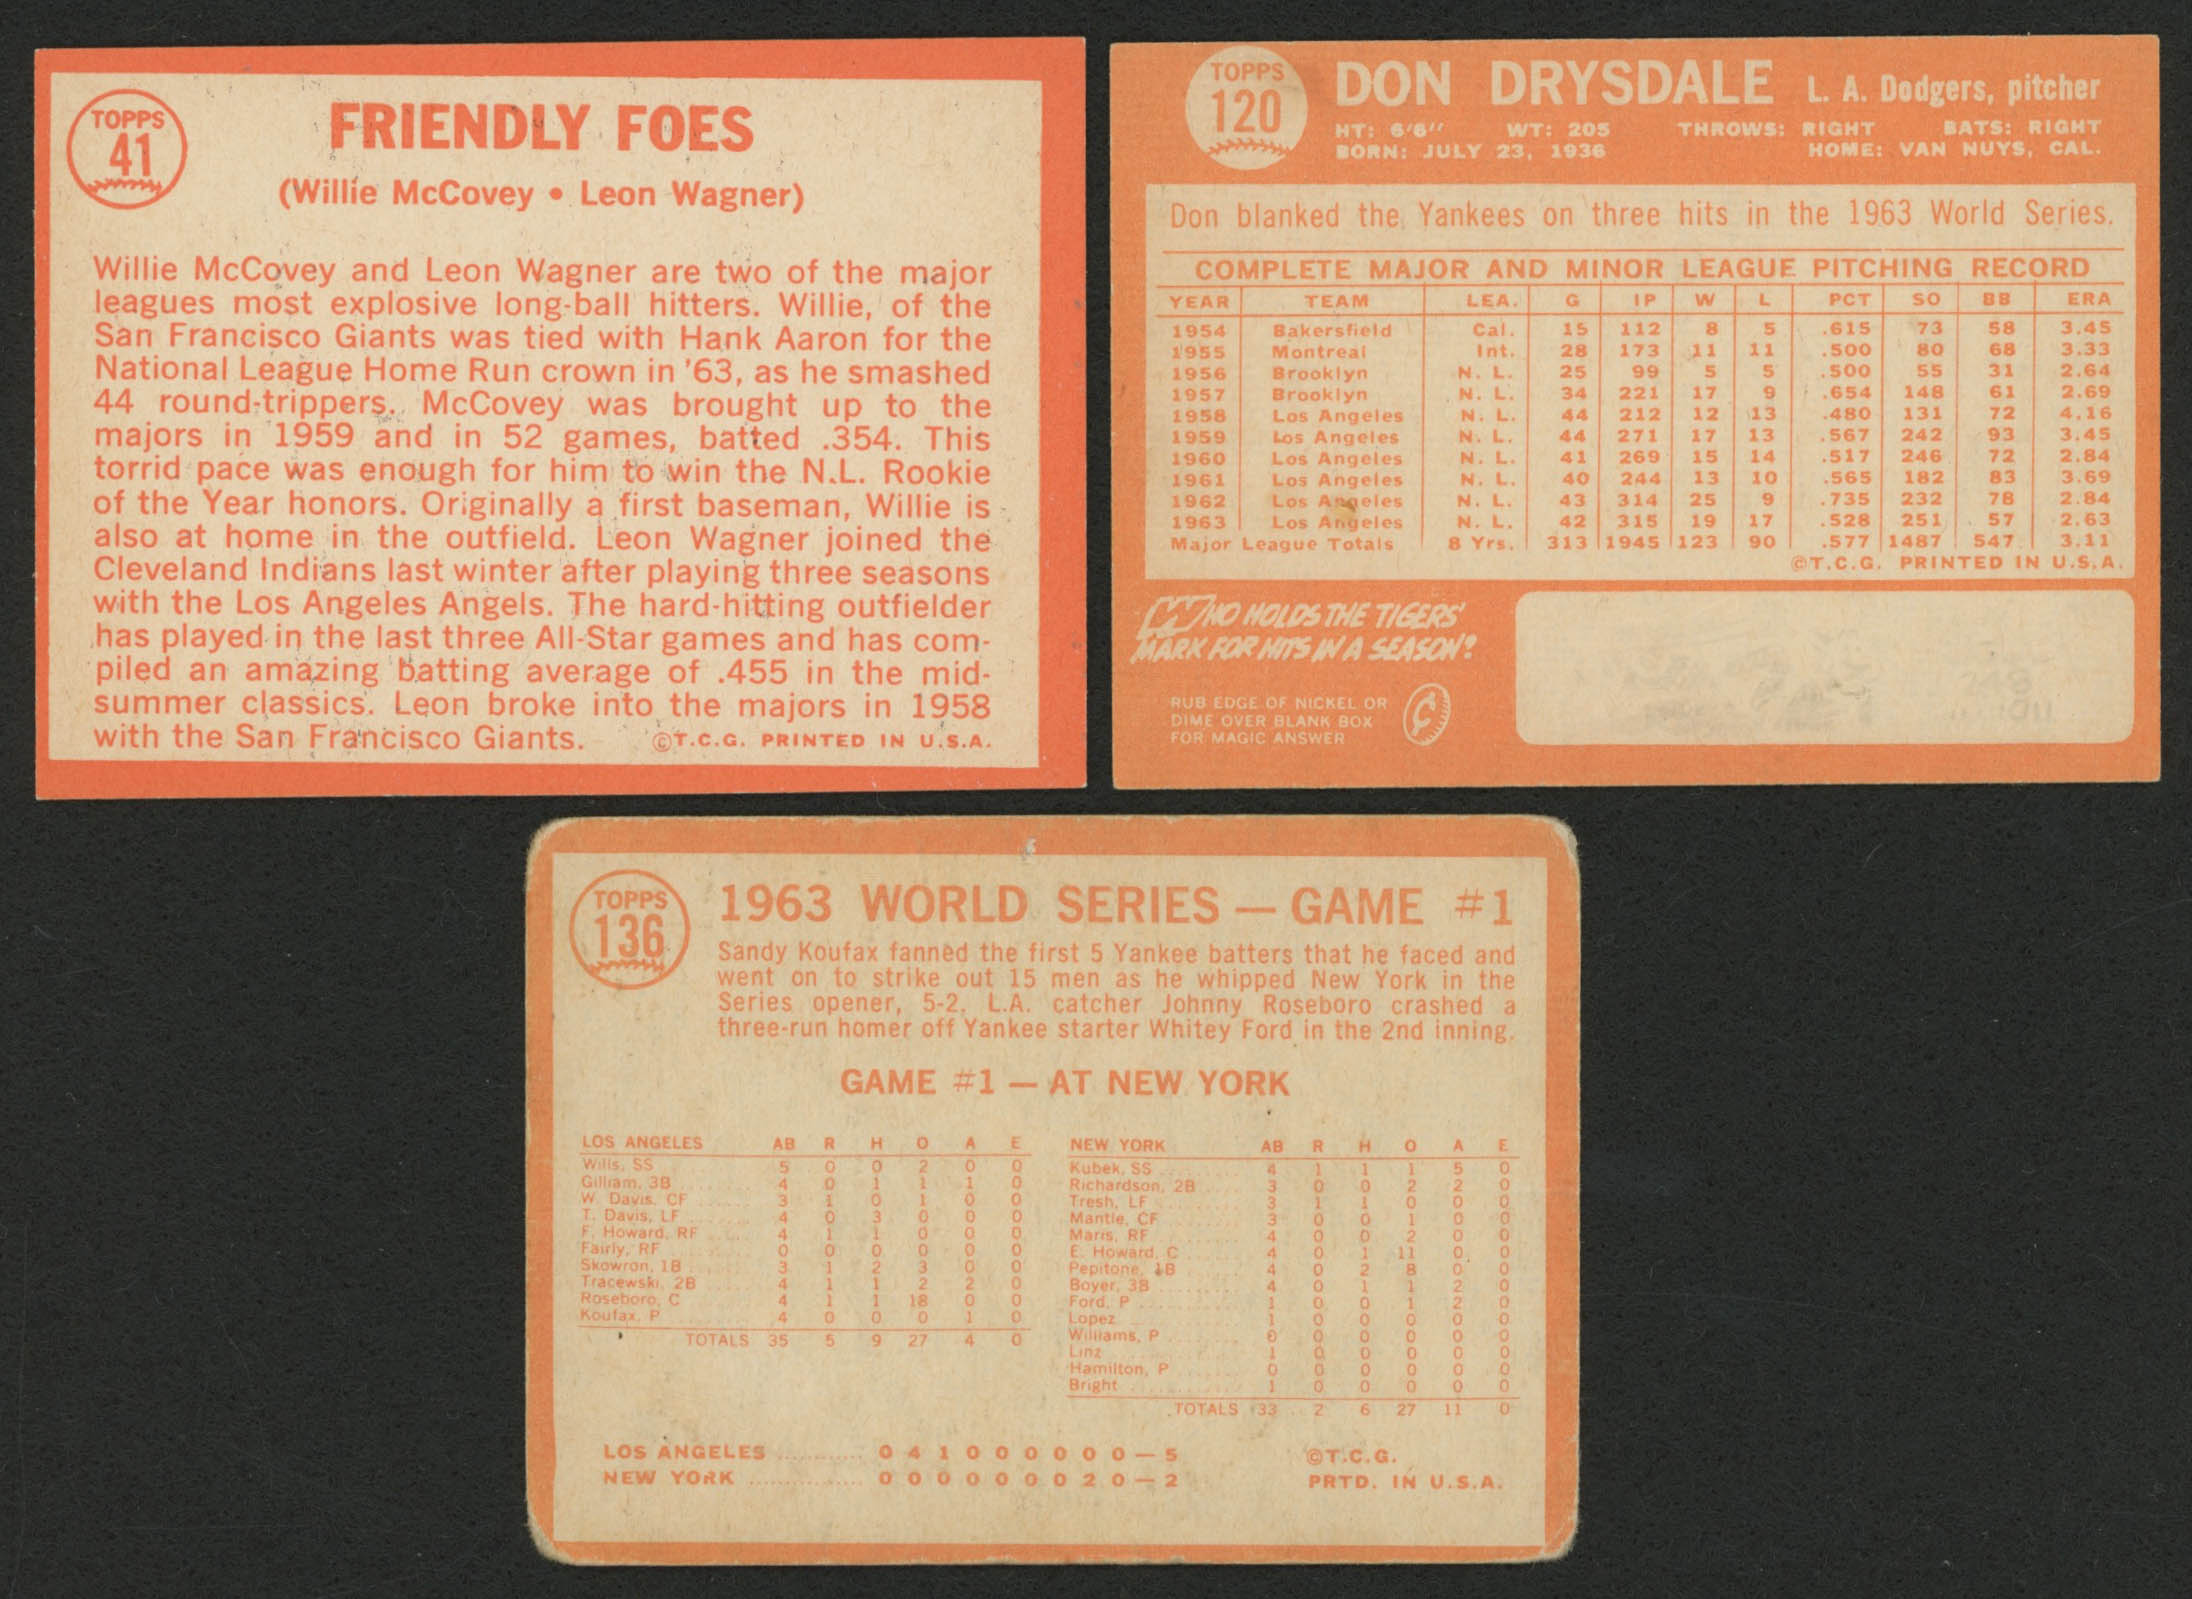 TOPPS
41
FRIENDLY FOES
(Willie McCovey • Leon Wagner)
Willie McCovey and Leon Wagner are two of the major
leagues most explosive long-ball hitters. Willie, of the
San Francisco Giants was tied with Hank Aaron for the
National League Home Run crown in '63, as he smashed
44 round-trippers. McCovey was brought up to the
majors in 1959 and in 52 games, batted .354. This
torrid pace was enough for him to win the N.L. Rookie
of the Year honors. Originally a first baseman, Willie is
also at home in the outfield. Leon Wagner joined the
Cleveland Indians last winter after playing three seasons
with the Los Angeles Angels. The hard-hitting outfielder
has played in the last three All-Star games and has com-
piled an amazing batting average of .455 in the mid-
summer classics. Leon broke into the majors in 1958
with the San Francisco Giants. ©T.C.G. PRINTED IN U.S.A.
TOPPS
120
DON DRYSDALE L. A. Dodgers, pitcher
HT: 6'6" WT: 205 THROWS: RIGHT BATS: RIGHT
BORN: JULY 23, 1936 HOME: VAN NUYS, CAL.
Don blanked the Yankees on three hits in the 1963 World Series.
COMPLETE MAJOR AND MINOR LEAGUE PITCHING RECORD
YEAR TEAM LEA. G IP W L PCT SO BB ERA
1954 Bakersfield Cal. 15 112 8 5 .615 73 58 3.45
1955 Montreal Int. 28 173 11 11 .500 80 68 3.33
1956 Brooklyn N. L. 25 99 5 5 .500 55 31 2.64
1957 Brooklyn N. L. 34 221 17 9 .654 148 61 2.69
1958 Los Angeles N. L. 44 212 12 13 .480 131 72 4.16
1959 Los Angeles N. L. 44 271 17 13 .567 242 93 3.45
1960 Los Angeles N. L. 41 269 15 14 .517 246 72 2.84
1961 Los Angeles N. L. 40 244 13 10 .565 182 83 3.69
1962 Los Angeles N. L. 43 314 25 9 .735 232 78 2.84
1963 Los Angeles N. L. 42 315 19 17 .528 251 57 2.63
Major League Totals 8 Yrs. 313 1945 123 90 .577 1487 547 3.11
©T.C.G. PRINTED IN U.S.A.
WHO HOLDS THE TIGERS'
MARK FOR HITS IN A SEASON?
RUB EDGE OF NICKEL OR
DIME OVER BLANK BOX
FOR MAGIC ANSWER
TOPPS
136
1963 WORLD SERIES — GAME #1
Sandy Koufax fanned the first 5 Yankee batters that he faced and
went on to strike out 15 men as he whipped New York in the
Series opener, 5-2. L.A. catcher Johnny Roseboro crashed a
three-run homer off Yankee starter Whitey Ford in the 2nd inning.
GAME #1 — AT NEW YORK
LOS ANGELES AB R H O A E
Wills, SS 5 0 0 2 0 0
Gilliam, 3B 4 0 1 1 1 0
W. Davis, CF 3 1 0 1 0 0
T. Davis, LF 4 0 3 0 0 0
F. Howard, RF 4 1 1 0 0 0
Fairly, RF 0 0 0 0 0 0
Skowron, 1B 3 1 2 3 0 0
Tracewski, 2B 4 1 1 2 2 0
Roseboro, C 4 1 1 18 0 0
Koufax, P 4 0 0 0 1 0
TOTALS 35 5 9 27 4 0
NEW YORK AB R H O A E
Kubek, SS 4 1 1 1 5 0
Richardson, 2B 3 0 0 2 2 0
Tresh, LF 3 1 1 0 0 0
Mantle, CF 3 0 0 1 0 0
Maris, RF 4 0 0 2 0 0
E. Howard, C 4 0 1 11 0 0
Pepitone, 1B 4 0 2 8 0 0
Boyer, 3B 4 0 1 1 2 0
Ford, P 1 0 0 1 2 0
Lopez 1 0 0 0 0 0
Williams, P 0 0 0 0 0 0
Linz 1 0 0 0 0 0
Hamilton, P 0 0 0 0 0 0
Bright 1 0 0 0 0 0
TOTALS 33 2 6 27 11 0
LOS ANGELES 0 4 1 0 0 0 0 0 0 — 5
NEW YORK 0 0 0 0 0 0 0 2 0 — 2
©T.C.G.
PRTD. IN U.S.A.